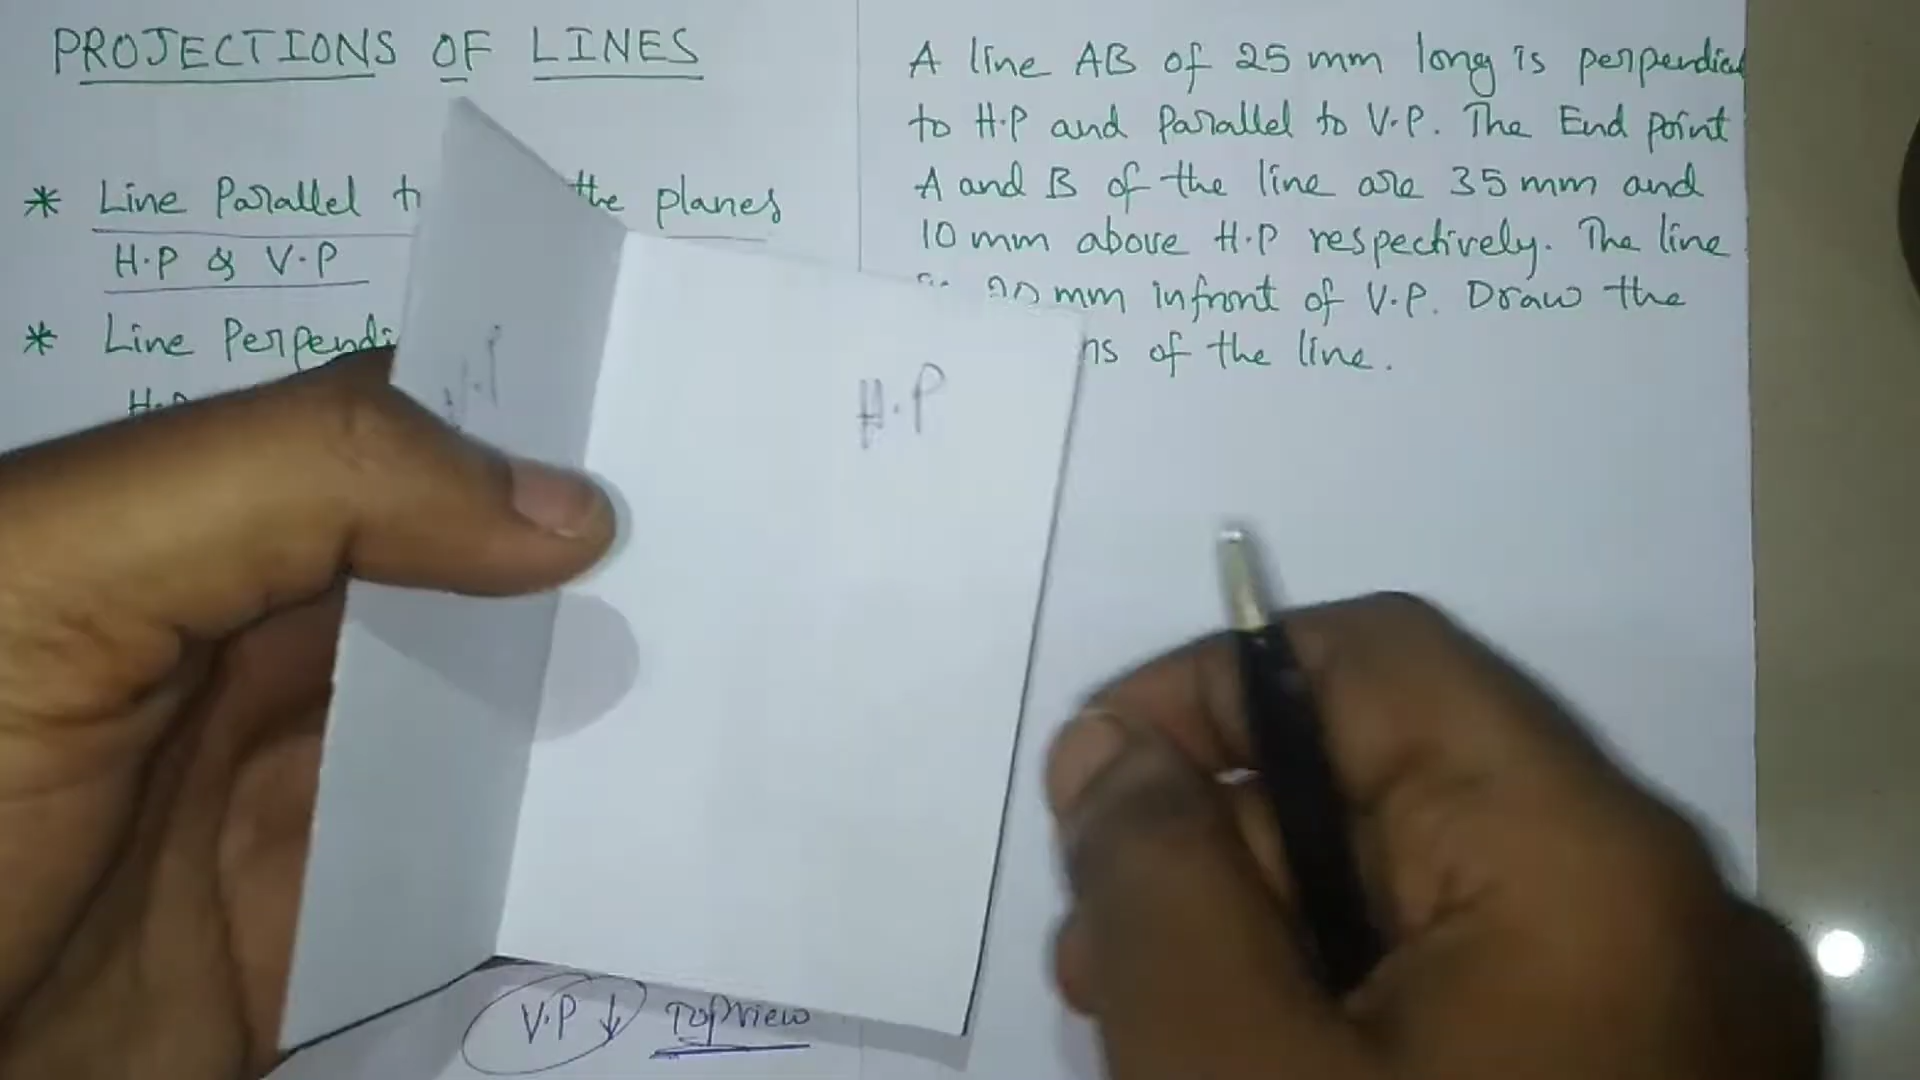 PROJECTIONS OF LINES
* Line Parallel the planes
H.P & V.P
* Line Perpendi
H.P
A line AB of 25 mm long is perpendicul
to H.P and Parallel to V.P. The End point
A and B of the line are 35 mm and
10 mm above H.P respectively. The line
mm infront of V.P. Draw the
ns of the line.
H.P
V.P ↓ Top View